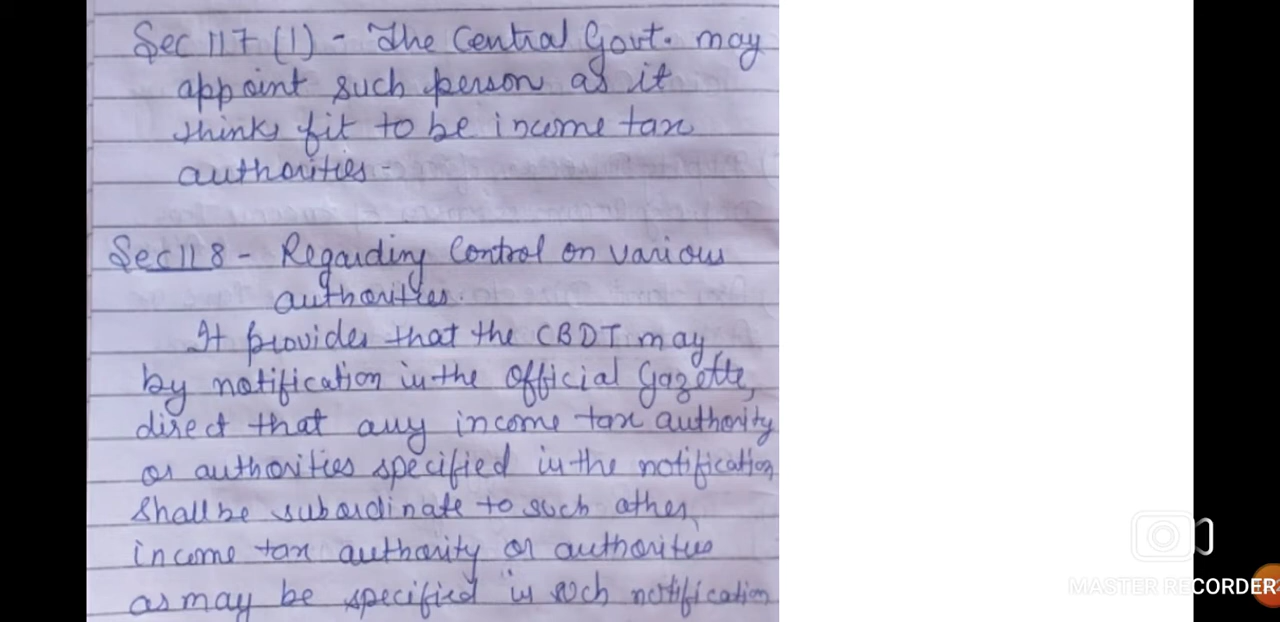 Sec 117 (1) - The Central Govt. may
appoint such person as it
thinks fit to be income tax
authorities -
Sec 118 - Regarding Control on various
authorities.
It provides that the CBDT may
by notification in the Official Gazette,
direct that any income tax authority
or authorities specified in the notification
shall be subordinate to such other
income tax authority or authorities
as may be specified in such notification
MASTER RECORDER